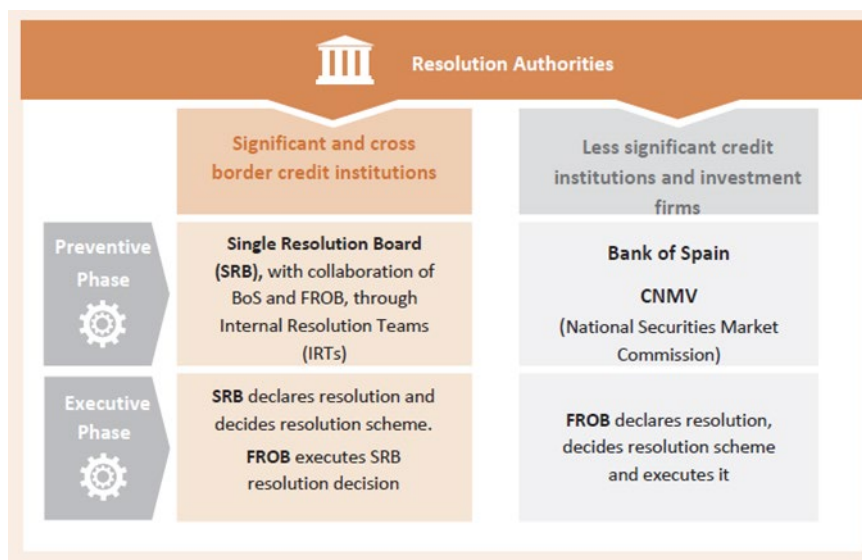 Resolution Authorities
Significant and cross
border credit institutions
Less significant credit
institutions and investment
firms
Preventive
Phase
Single Resolution Board
(SRB), with collaboration of
BoS and FROB, through
Internal Resolution Teams
(IRTs)
Bank of Spain
CNMV
(National Securities Market
Commission)
Executive
Phase
SRB declares resolution and
decides resolution scheme.
FROB executes SRB
resolution decision
FROB declares resolution,
decides resolution scheme
and executes it